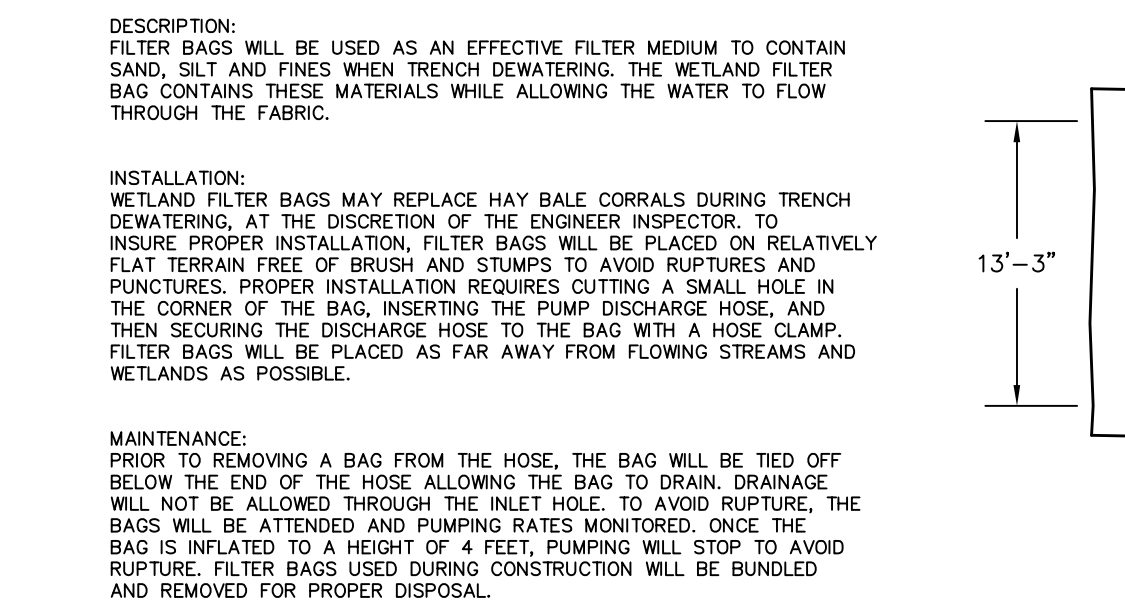 DESCRIPTION:
FILTER BAGS WILL BE USED AS AN EFFECTIVE FILTER MEDIUM TO CONTAIN
SAND, SILT AND FINES WHEN TRENCH DEWATERING. THE WETLAND FILTER
BAG CONTAINS THESE MATERIALS WHILE ALLOWING THE WATER TO FLOW
THROUGH THE FABRIC.
INSTALLATION:
WETLAND FILTER BAGS MAY REPLACE HAY BALE CORRALS DURING TRENCH
DEWATERING, AT THE DISCRETION OF THE ENGINEER INSPECTOR. TO
INSURE PROPER INSTALLATION, FILTER BAGS WILL BE PLACED ON RELATIVELY
FLAT TERRAIN FREE OF BRUSH AND STUMPS TO AVOID RUPTURES AND
PUNCTURES. PROPER INSTALLATION REQUIRES CUTTING A SMALL HOLE IN
THE CORNER OF THE BAG, INSERTING THE PUMP DISCHARGE HOSE, AND
THEN SECURING THE DISCHARGE HOSE TO THE BAG WITH A HOSE CLAMP.
FILTER BAGS WILL BE PLACED AS FAR AWAY FROM FLOWING STREAMS AND
WETLANDS AS POSSIBLE.
MAINTENANCE:
PRIOR TO REMOVING A BAG FROM THE HOSE, THE BAG WILL BE TIED OFF
BELOW THE END OF THE HOSE ALLOWING THE BAG TO DRAIN. DRAINAGE
WILL NOT BE ALLOWED THROUGH THE INLET HOLE. TO AVOID RUPTURE, THE
BAGS WILL BE ATTENDED AND PUMPING RATES MONITORED. ONCE THE
BAG IS INFLATED TO A HEIGHT OF 4 FEET, PUMPING WILL STOP TO AVOID
RUPTURE. FILTER BAGS USED DURING CONSTRUCTION WILL BE BUNDLED
AND REMOVED FOR PROPER DISPOSAL.
13'-3"